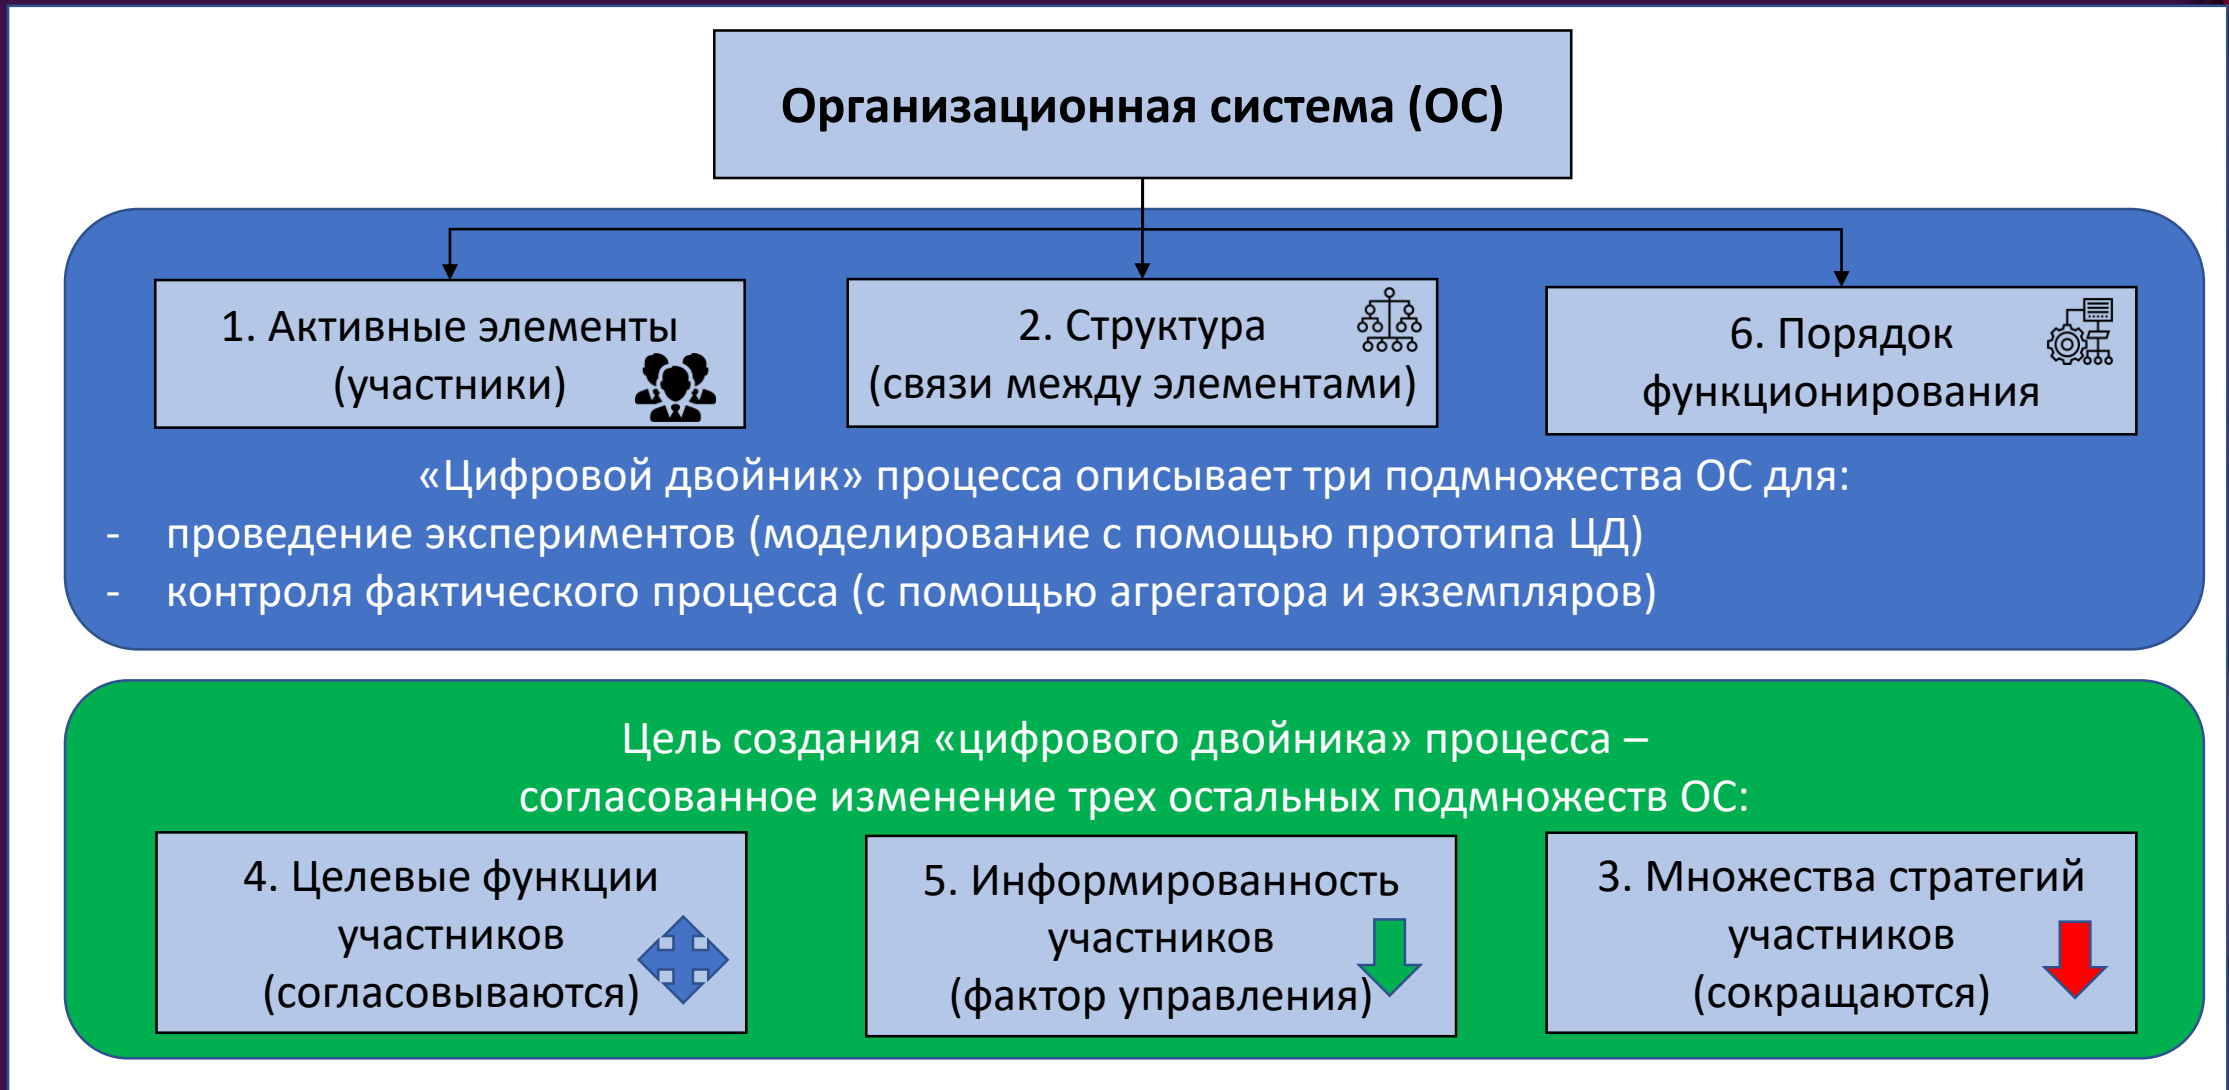 Организационная система (ОС)
1. Активные элементы
(участники)
2. Структура
(связи между элементами)
6. Порядок
функционирования
«Цифровой двойник» процесса описывает три подмножества ОС для:
- проведение экспериментов (моделирование с помощью прототипа ЦД)
- контроля фактического процесса (с помощью агрегатора и экземпляров)
Цель создания «цифрового двойника» процесса –
согласованное изменение трех остальных подмножеств ОС:
4. Целевые функции
участников
(согласовываются)
5. Информированность
участников
(фактор управления)
3. Множества стратегий
участников
(сокращаются)